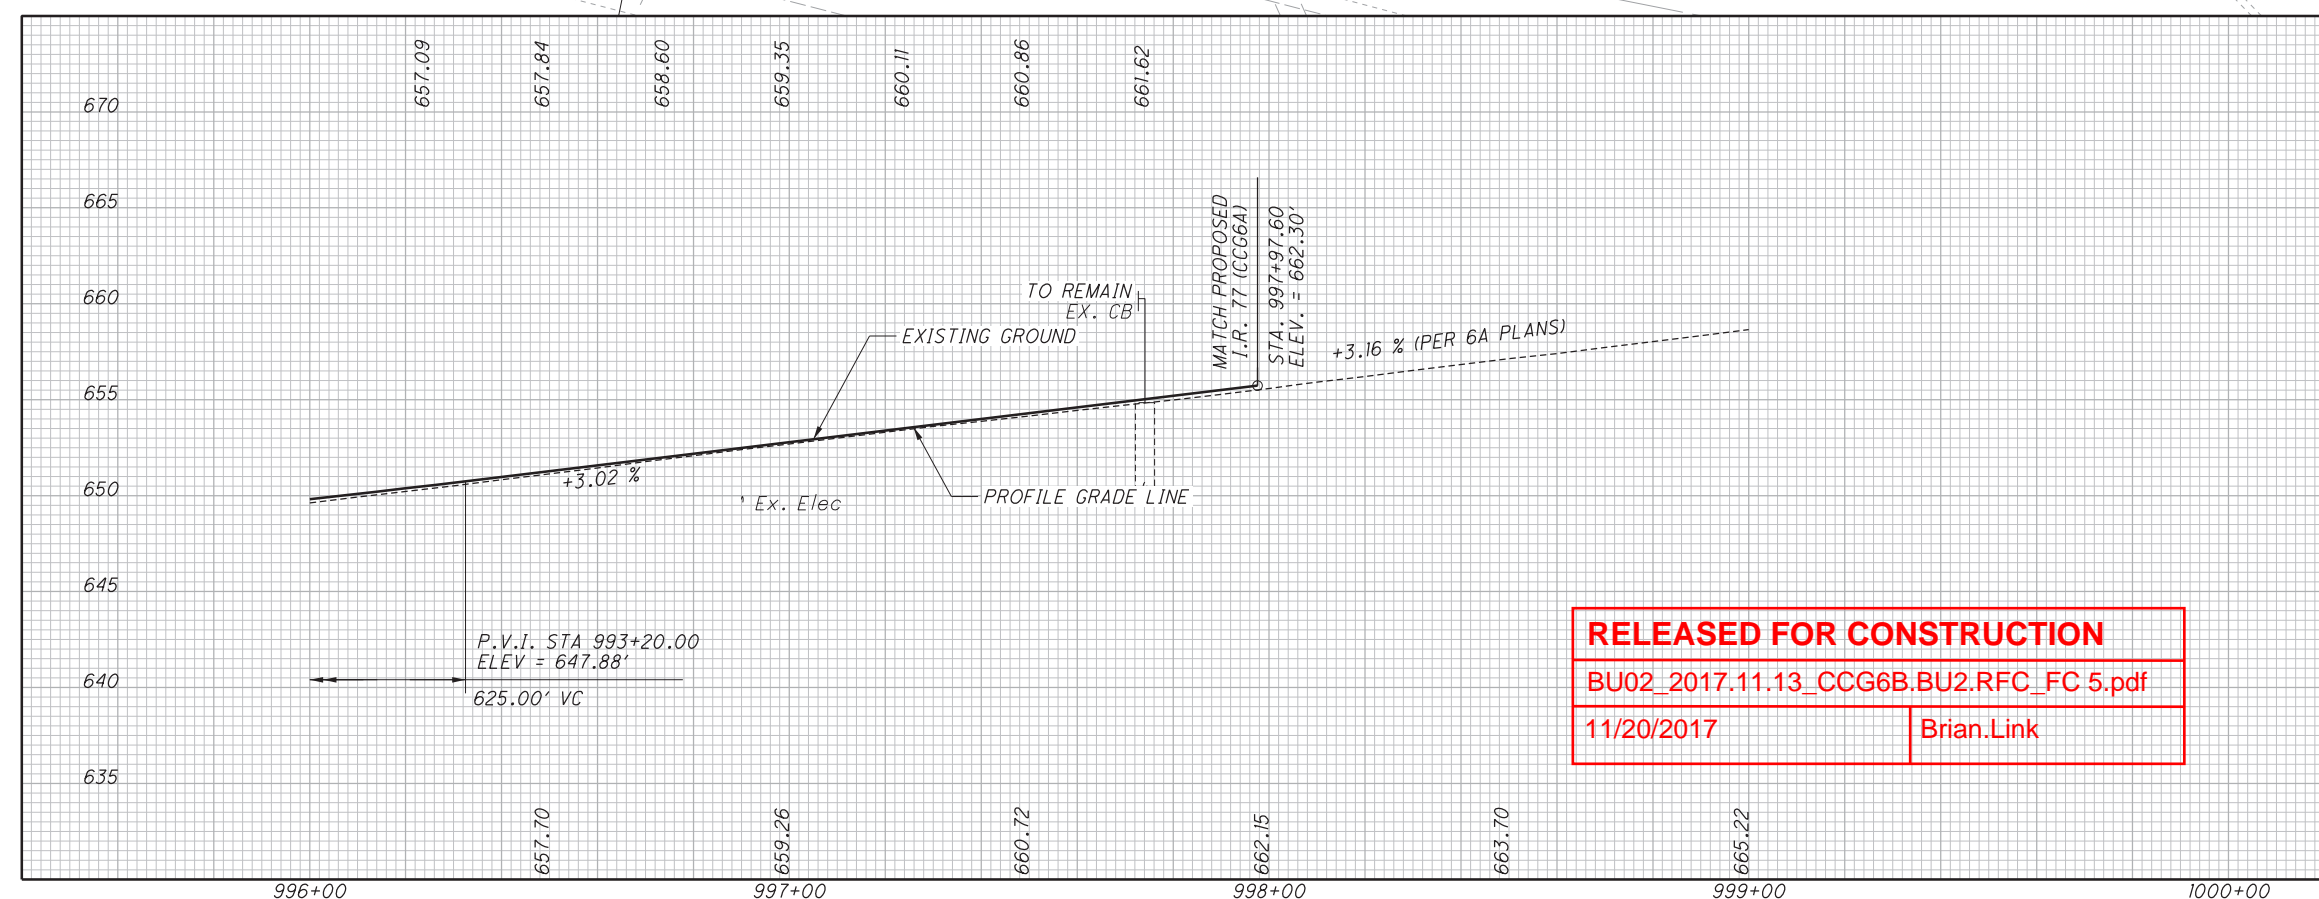 657.09
657.84
658.60
659.35
660.11
660.86
661.62
670
665
660
655
650
645
640
635
MATCH PROPOSED
I.R. 77 (CCG6A)
STA. 997+97.60
ELEV. = 662.30'
TO REMAIN
EX. CB
EXISTING GROUND
+3.16 % (PER 6A PLANS)
+3.02 %
Ex. Elec
PROFILE GRADE LINE
P.V.I. STA 993+20.00
ELEV = 647.88'
625.00' VC
RELEASED FOR CONSTRUCTION
BU02_2017.11.13_CCG6B.BU2.RFC_FC 5.pdf
11/20/2017
Brian.Link
657.70
659.26
660.72
662.15
663.70
665.22
996+00
997+00
998+00
999+00
1000+00